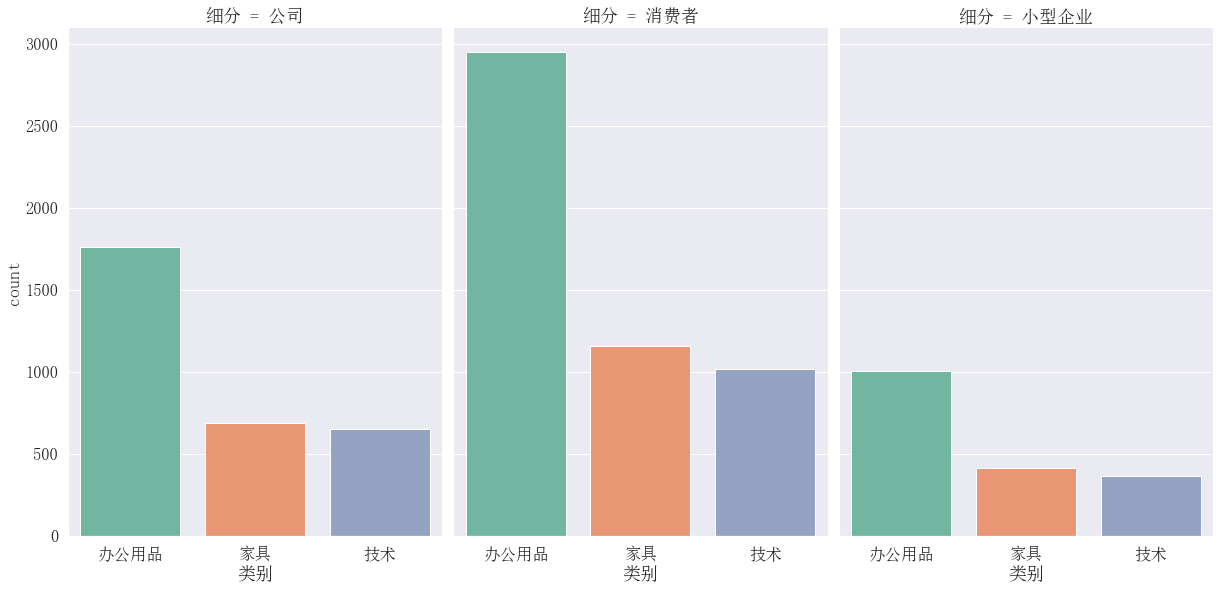 细分 = 公司
细分 = 消费者
细分 = 小型企业
3000
2500
2000
1500
1000
500
0
count
办公用品 家具 技术
类别
办公用品 家具 技术
类别
办公用品 家具 技术
类别